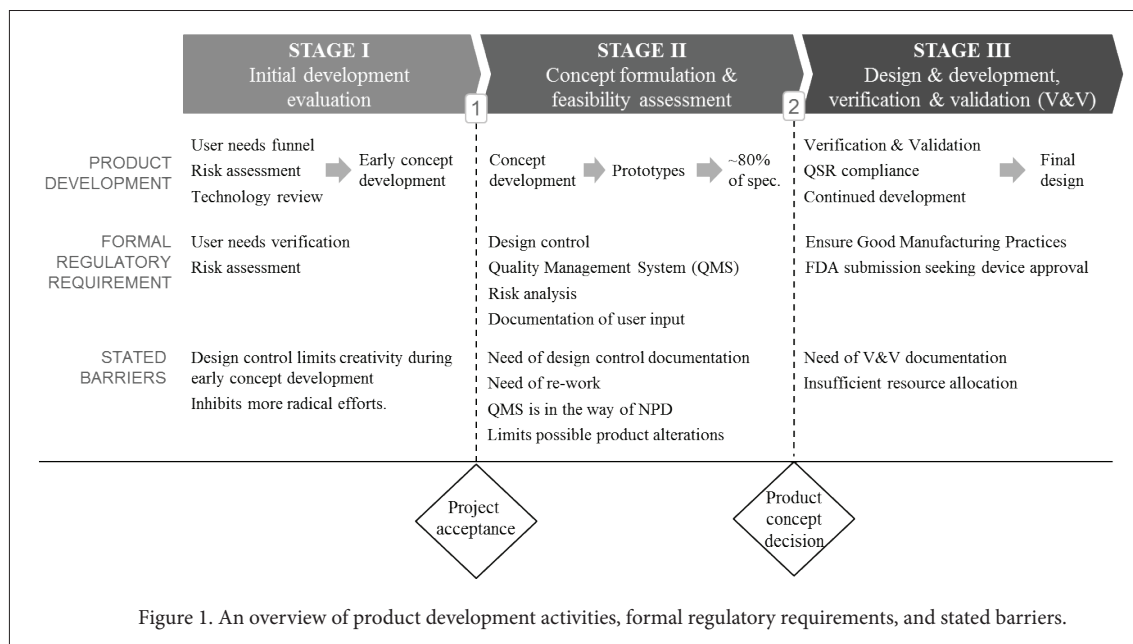 STAGE I
Initial development
evaluation
STAGE II
Concept formulation &
feasibility assessment
STAGE III
Design & development,
verification & validation (V&V)
1
2
PRODUCT
DEVELOPMENT
User needs funnel
Risk assessment
Technology review
Early concept
development
Concept
development
Prototypes
~80%
of spec.
Verification & Validation
QSR compliance
Continued development
Final
design
FORMAL
REGULATORY
REQUIREMENT
User needs verification
Risk assessment
Design control
Quality Management System (QMS)
Risk analysis
Documentation of user input
Ensure Good Manufacturing Practices
FDA submission seeking device approval
STATED
BARRIERS
Design control limits creativity during
early concept development
Inhibits more radical efforts.
Need of design control documentation
Need of re-work
QMS is in the way of NPD
Limits possible product alterations
Need of V&V documentation
Insufficient resource allocation
Project
acceptance
Product
concept
decision
Figure 1. An overview of product development activities, formal regulatory requirements, and stated barriers.